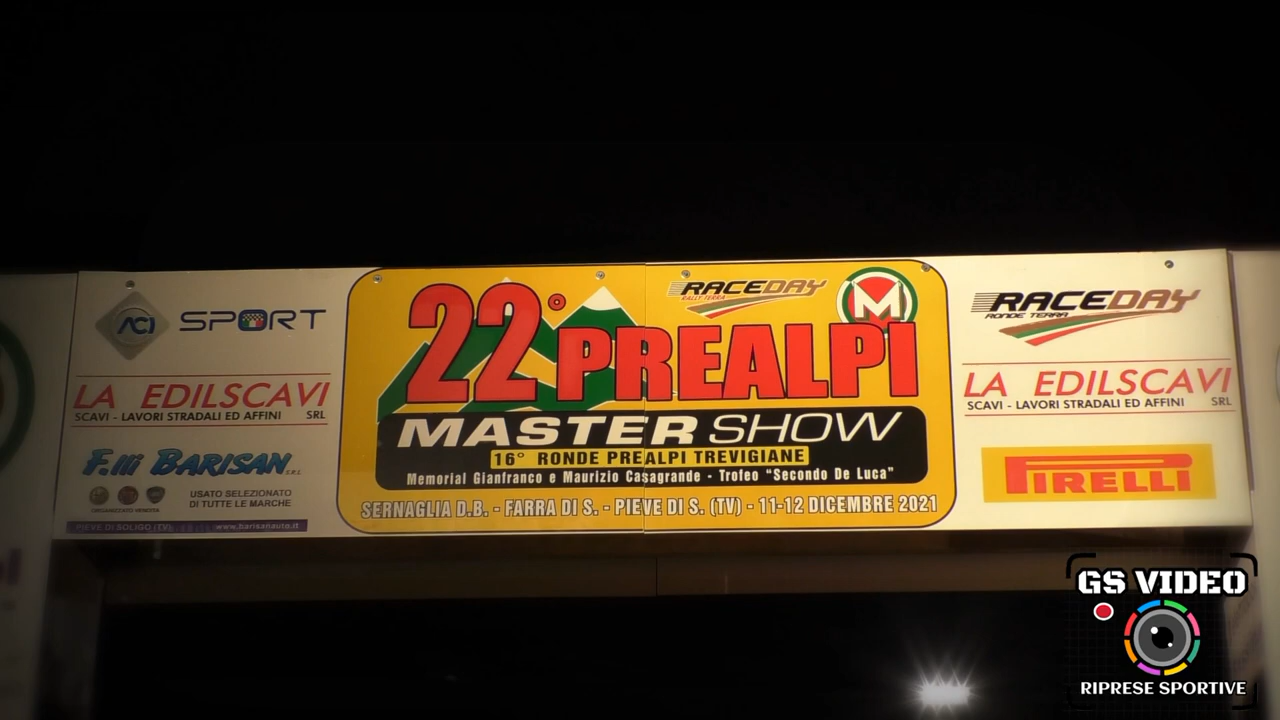 ACI SPORT
LA EDILSCAVI
SCAVI - LAVORI STRADALI ED AFFINI SRL
F.lli BARISAN S.R.L.
ORGANIZZATO VENDITA
USATO SELEZIONATO
DI TUTTE LE MARCHE
PIEVE DI SOLIGO (TV) www.barisanauto.it
RACEDAY
RALLY TERRA
M
22° PREALPI
MASTER SHOW
16° RONDE PREALPI TREVIGIANE
Memorial Gianfranco e Maurizio Casagrande - Trofeo "Secondo De Luca"
SERNAGLIA D.B. - FARRA DI S. - PIEVE DI S. (TV) - 11-12 DICEMBRE 2021
RACEDAY
RONDE TERRA
LA EDILSCAVI
SCAVI - LAVORI STRADALI ED AFFINI SRL
PIRELLI
GS VIDEO
RIPRESE SPORTIVE